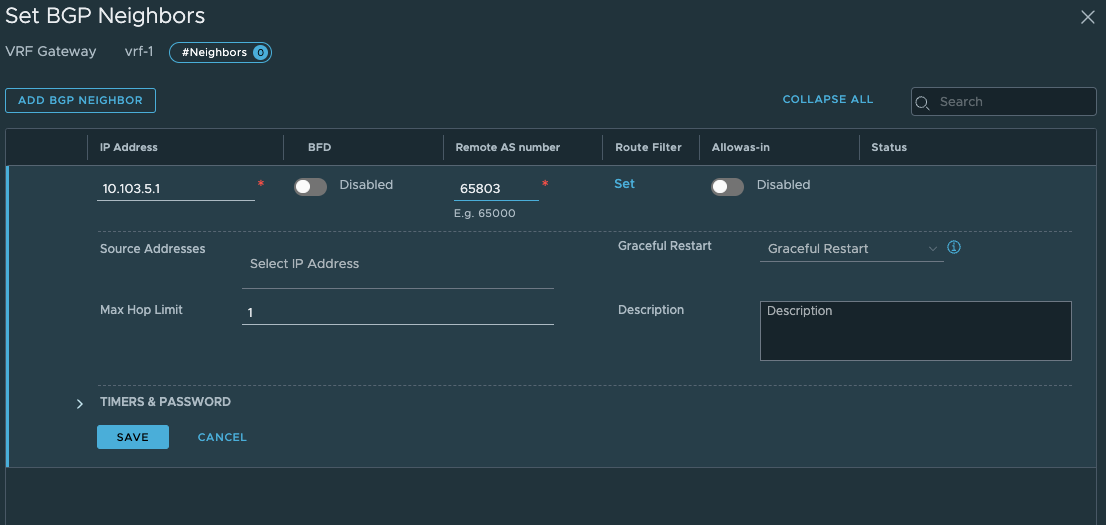 Set BGP Neighbors
VRF Gateway vrf-1 #Neighbors 0
ADD BGP NEIGHBOR COLLAPSE ALL Search
IP Address BFD Remote AS number Route Filter Allowas-in Status
10.103.5.1 * Disabled 65803 * Set Disabled
E.g. 65000
Source Addresses Select IP Address Graceful Restart Graceful Restart
Max Hop Limit 1 Description Description
TIMERS & PASSWORD
SAVE CANCEL